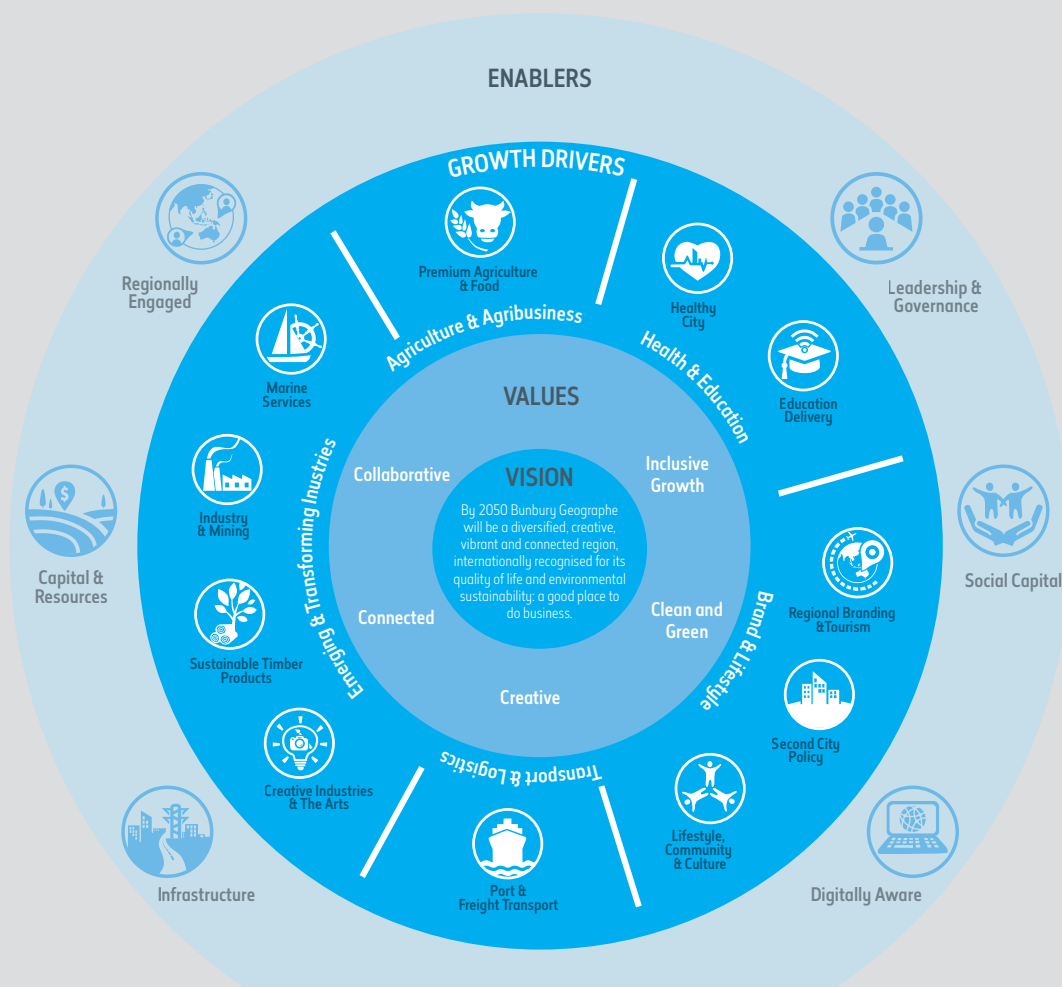 ENABLERS
GROWTH DRIVERS
Premium Agriculture
& Food
Agriculture & Agribusiness
Healthy
City
Education
Delivery
Health & Education
Regionally
Engaged
Leadership &
Governance
Marine
Services
Industry
& Mining
Sustainable Timber
Products
Creative Industries
& The Arts
Emerging & Transforming Inustries
VALUES
Collaborative
Inclusive
Growth
Connected
Clean and
Green
Creative
VISION
By 2050 Bunbury Geographe
will be a diversified, creative,
vibrant and connected region,
internationally recognised for its
quality of life and environmental
sustainability: a good place to
do business.
Capital &
Resources
Social Capital
Regional Branding
&Tourism
Second City
Policy
Lifestyle,
Community
& Culture
Brand & Lifestyle
Transport & Logistics
Port &
Freight Transport
Infrastructure
Digitally Aware
$